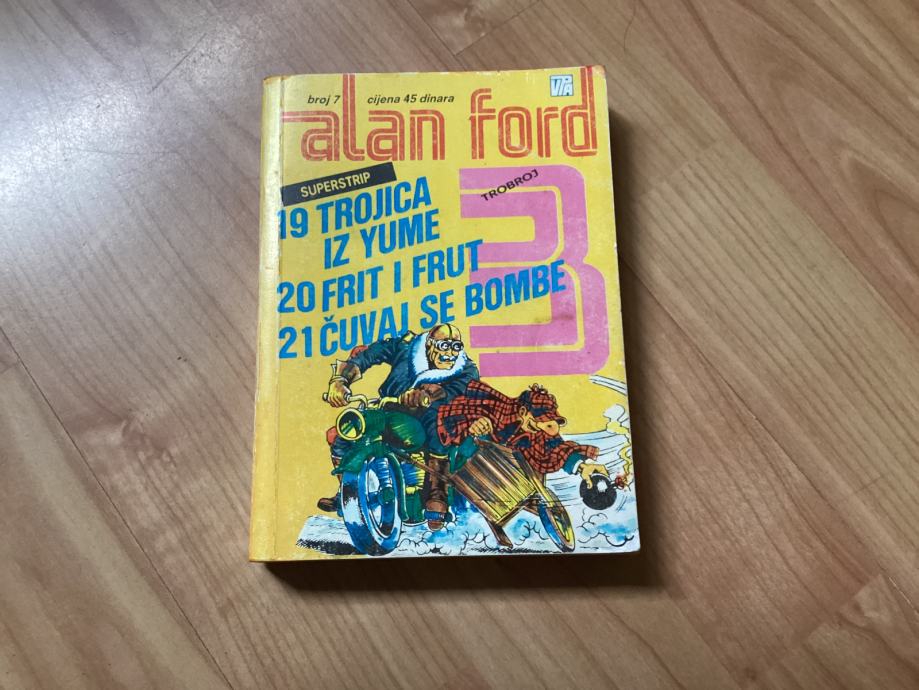 broj 7 cijena 45 dinara
VPA
alan ford
SUPERSTRIP
TROBROJ
3
19 TROJICA
IZ YUME
20 FRIT I FRUT
21 ČUVAJ SE BOMBE